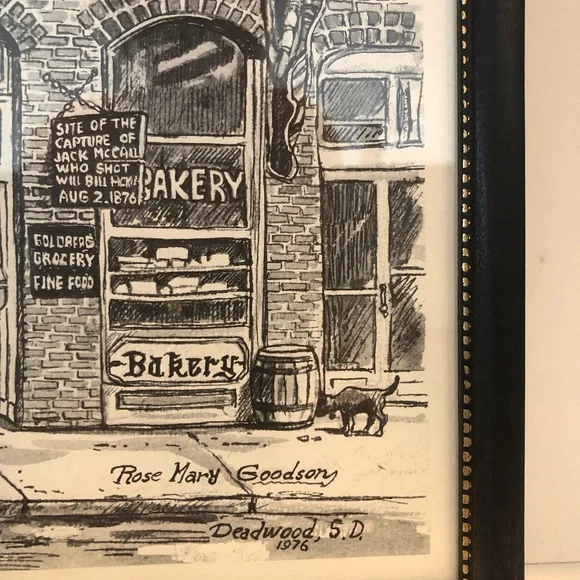 SITE OF THE
CAPTURE OF
JACK McCALL
WHO SHOT
WILL BILL HICKOK
AUG 2. 1876
BAKERY
GOLDBERG
GROCERY
FINE FOOD
Bakery
Rose Mary Goodson
Deadwood, S.D.
1976